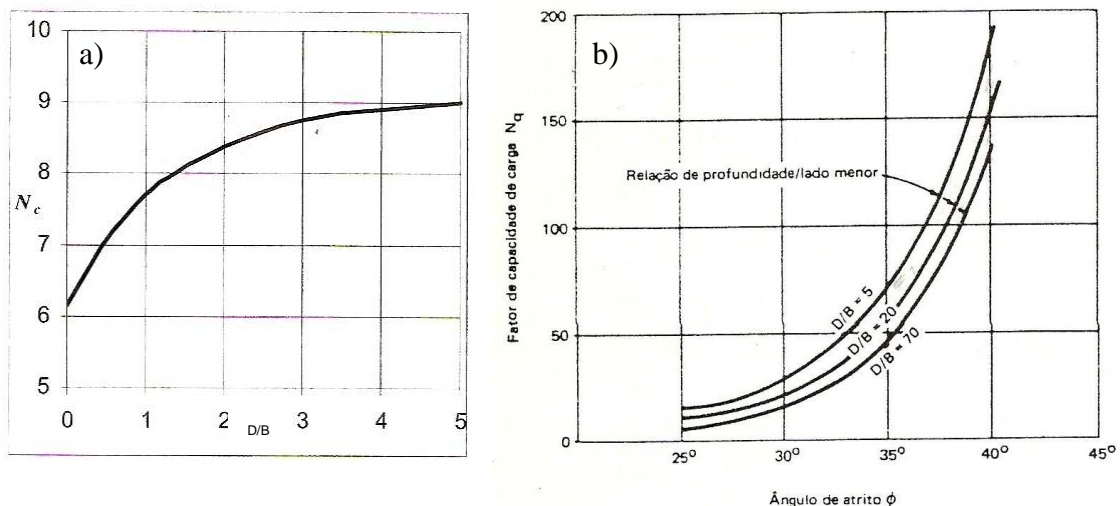 a)
10
9
8
N_c
7
6
5
0 1 2 3 4 5
D/B
b)
200
150
100
50
0
Fator de capacidade de carga N_q
Relação de profundidade/lado menor
D/B = 5
D/B = 20
D/B = 70
25° 30° 35° 40° 45°
Ângulo de atrito ϕ